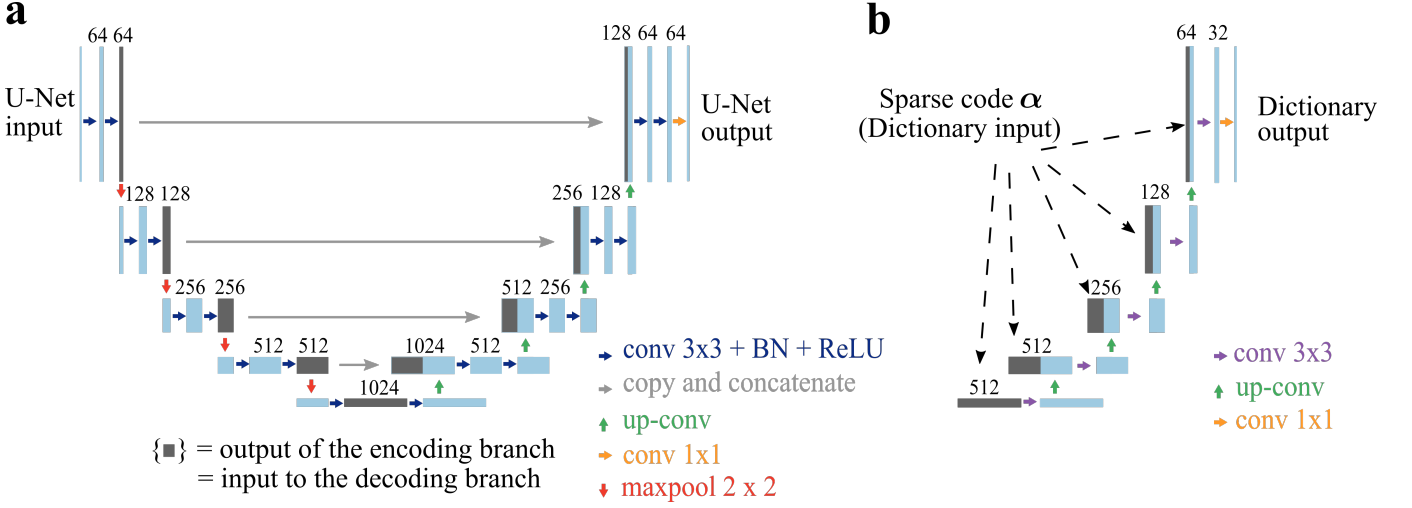 a
64 64
128 64 64
U-Net
input
U-Net
output
128 128
256 128
256 256
512 256
512 512
1024 512
1024
conv 3x3 + BN + ReLU
copy and concatenate
up-conv
conv 1x1
maxpool 2 x 2
{■} = output of the encoding branch
= input to the decoding branch
b
64 32
Sparse code α
(Dictionary input)
Dictionary
output
128
256
512
512
conv 3x3
up-conv
conv 1x1